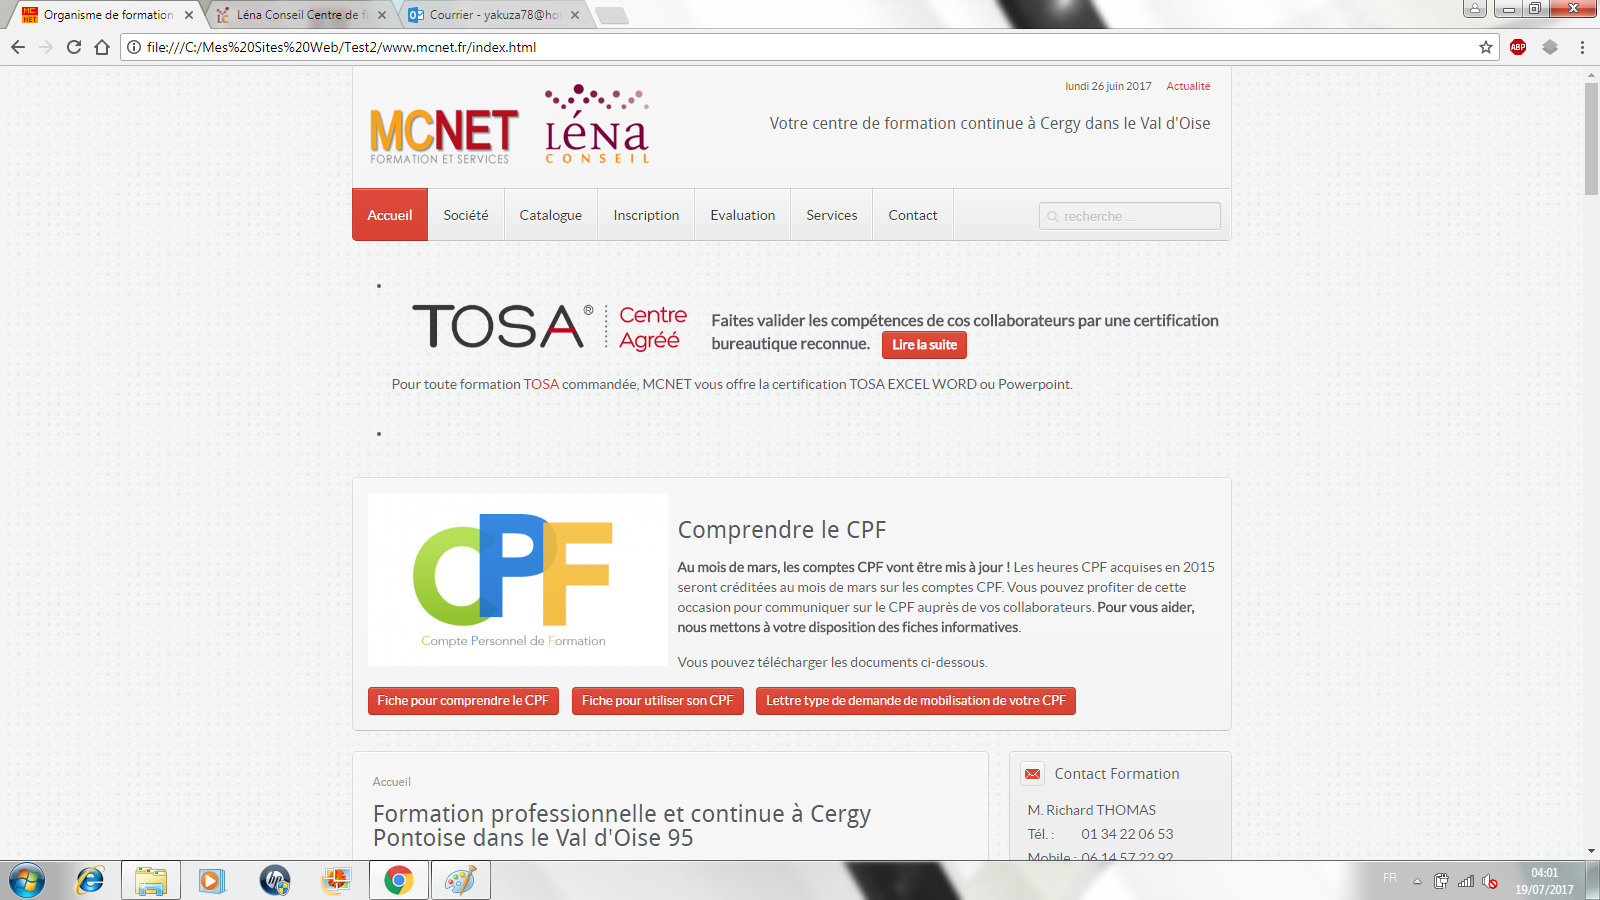 Organisme de formation
Léna Conseil Centre de f
Courrier - yakuza78@ho
file:///C:/Mes%20Sites%20Web/Test2/www.mcnet.fr/index.html
ABP
lundi 26 juin 2017 Actualité
MCNET
FORMATION ET SERVICES
LéNa
CONSEIL
Votre centre de formation continue à Cergy dans le Val d'Oise
Accueil Société Catalogue Inscription Evaluation Services Contact recherche ...
TOSA® Centre
Agréé
Faites valider les compétences de cos collaborateurs par une certification
bureautique reconnue. Lire la suite
Pour toute formation TOSA commandée, MCNET vous offre la certification TOSA EXCEL WORD ou Powerpoint.
CPF
Compte Personnel de Formation
Comprendre le CPF
Au mois de mars, les comptes CPF vont être mis à jour ! Les heures CPF acquises en 2015
seront créditées au mois de mars sur les comptes CPF. Vous pouvez profiter de cette
occasion pour communiquer sur le CPF auprès de vos collaborateurs. Pour vous aider,
nous mettons à votre disposition des fiches informatives.
Vous pouvez télécharger les documents ci-dessous.
Fiche pour comprendre le CPF Fiche pour utiliser son CPF Lettre type de demande de mobilisation de votre CPF
Accueil
Formation professionnelle et continue à Cergy
Pontoise dans le Val d'Oise 95
Contact Formation
M. Richard THOMAS
Tél. : 01 34 22 06 53
Mobile : 06 14 57 22 92
FR
04:01
19/07/2017